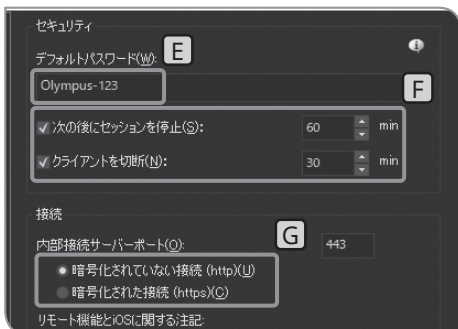 セキュリティ
デフォルトパスワード(W):
E
Olympus-123
F
✓次の後にセッションを停止(S): 60 min
✓クライアントを切断(N): 30 min
接続
内部接続サーバーポート(O): 443
G
暗号化されていない接続 (http)(U)
暗号化された接続 (https)(C)
リモート機能とiOSに関する注記: